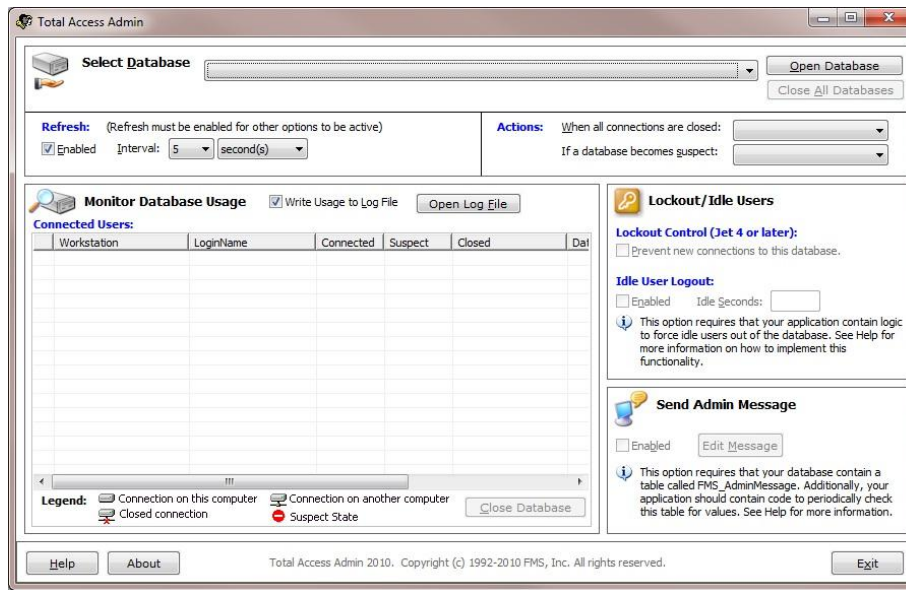 Total Access Admin
Select Database
Open Database
Close All Databases
Refresh: (Refresh must be enabled for other options to be active)
Enabled Interval: 5 second(s)
Actions: When all connections are closed:
If a database becomes suspect:
Monitor Database Usage Write Usage to Log File Open Log File
Connected Users:
Workstation LoginName Connected Suspect Closed Dat
Legend: Connection on this computer Connection on another computer
Closed connection Suspect State
Close Database
Lockout/Idle Users
Lockout Control (Jet 4 or later):
Prevent new connections to this database.
Idle User Logout:
Enabled Idle Seconds:
This option requires that your application contain logic
to force idle users out of the database. See Help for
more information on how to implement this
functionality.
Send Admin Message
Enabled Edit Message
This option requires that your database contain a
table called FMS_AdminMessage. Additionally, your
application should contain code to periodically check
this table for values. See Help for more information.
Help About Total Access Admin 2010. Copyright (c) 1992-2010 FMS, Inc. All rights reserved. Exit